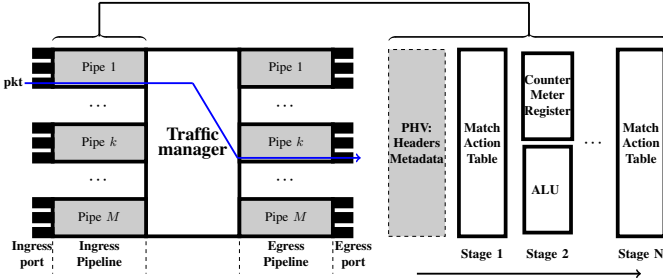 pkt
Pipe 1
...
Pipe k
...
Pipe M
Traffic
manager
Pipe 1
...
Pipe k
...
Pipe M
Ingress
port
Ingress
Pipeline
Egress
Pipeline
Egress
port
PHV:
Headers
Metadata
Match
Action
Table
Counter
Meter
Register
ALU
...
Match
Action
Table
Stage 1
Stage 2
Stage N